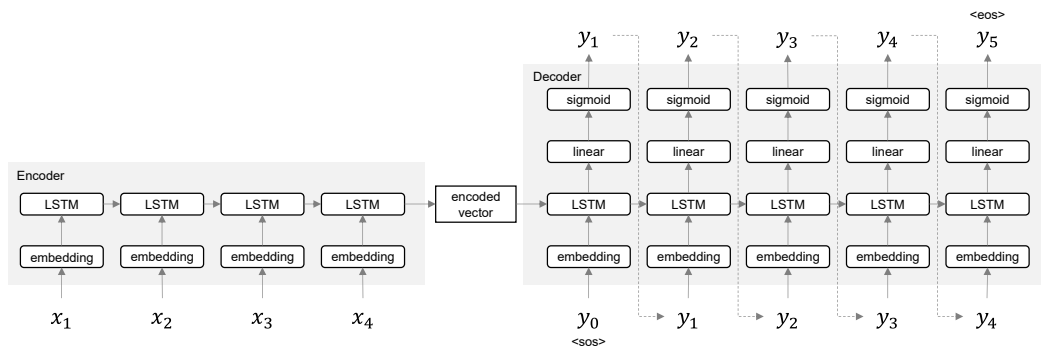 <eos>
y1 y2 y3 y4 y5
Decoder
sigmoid sigmoid sigmoid sigmoid sigmoid
linear linear linear linear linear
Encoder
LSTM LSTM LSTM LSTM
encoded
vector
LSTM LSTM LSTM LSTM LSTM
embedding embedding embedding embedding
embedding embedding embedding embedding embedding
x1 x2 x3 x4
y0 y1 y2 y3 y4
<sos>